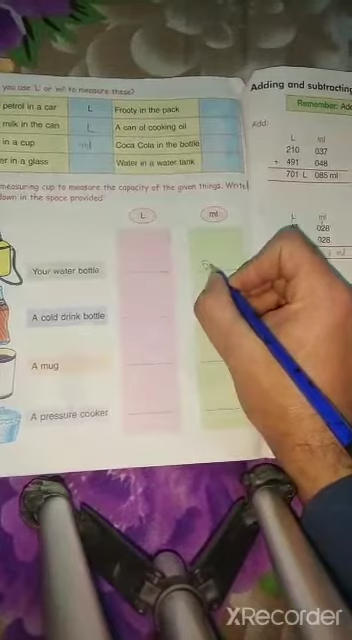 you use 'L' or 'ml' to measure these?
petrol in a car L Frooty in the pack
milk in the can L A can of cooking oil
in a cup ml Coca Cola in the bottle
in a glass Water in a water tank
measuring cup to measure the capacity of the given things. Write
down in the space provided
L ml
Your water bottle
A cold drink bottle
A mug
A pressure cooker
Adding and subtracting
Remember: Add
Add:
L ml
210 037
+ 491 048
701 L 085 ml
L ml
028
028
ml
XRecorder